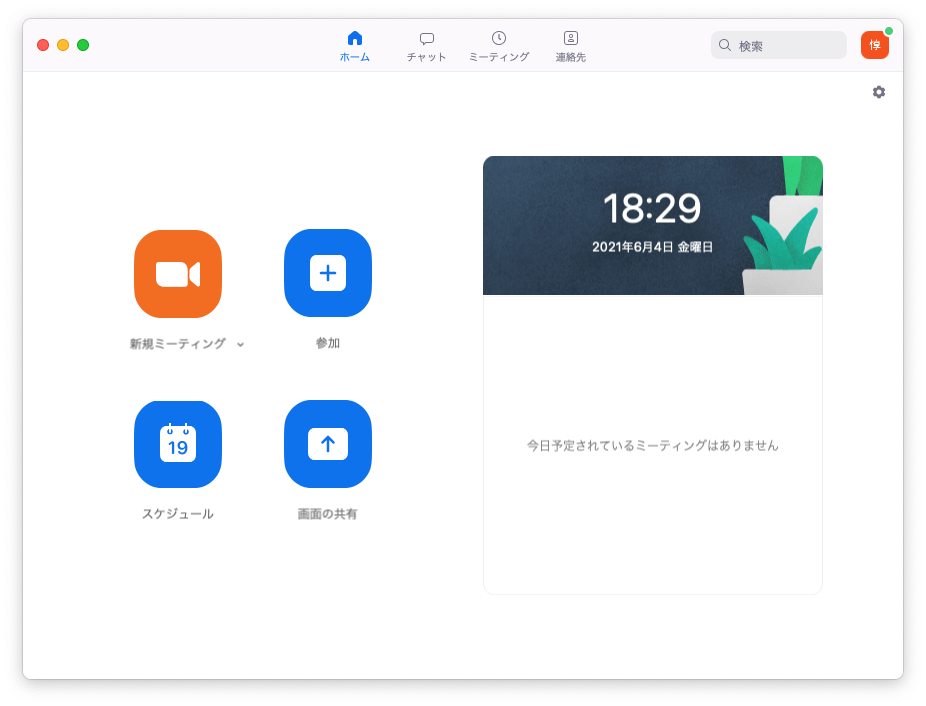 ホーム
チャット
ミーティング
連絡先
検索
惇
18:29
2021年6月4日 金曜日
新規ミーティング
参加
今日予定されているミーティングはありません
19
スケジュール
画面の共有